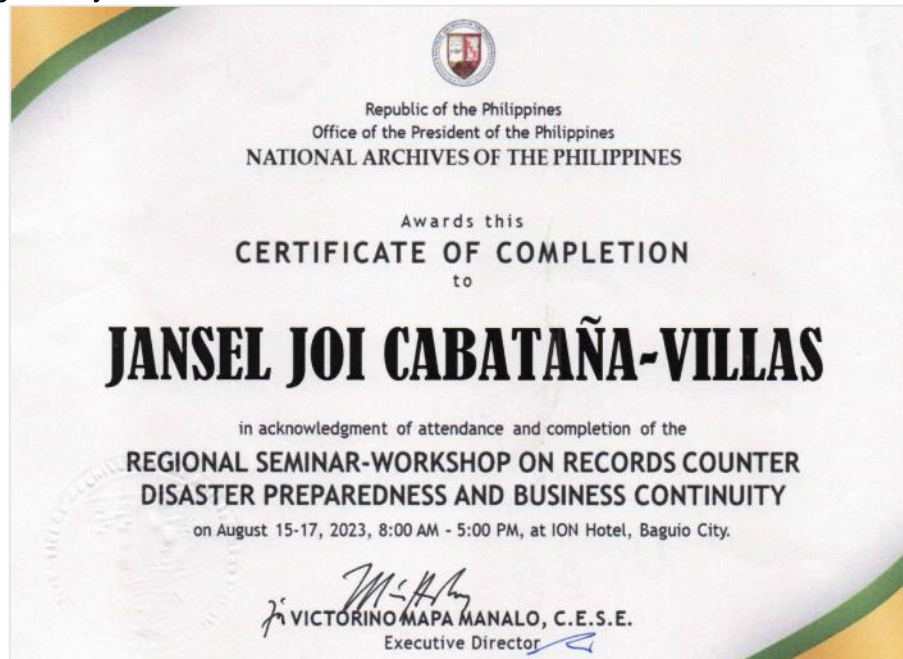 Republic of the Philippines
Office of the President of the Philippines
NATIONAL ARCHIVES OF THE PHILIPPINES
Awards this
CERTIFICATE OF COMPLETION
to
JANSEL JOI CABATAÑA-VILLAS
in acknowledgment of attendance and completion of the
REGIONAL SEMINAR-WORKSHOP ON RECORDS COUNTER
DISASTER PREPAREDNESS AND BUSINESS CONTINUITY
on August 15-17, 2023, 8:00 AM - 5:00 PM, at ION Hotel, Baguio City.
VICTORINO MAPA MANALO, C.E.S.E.
Executive Director